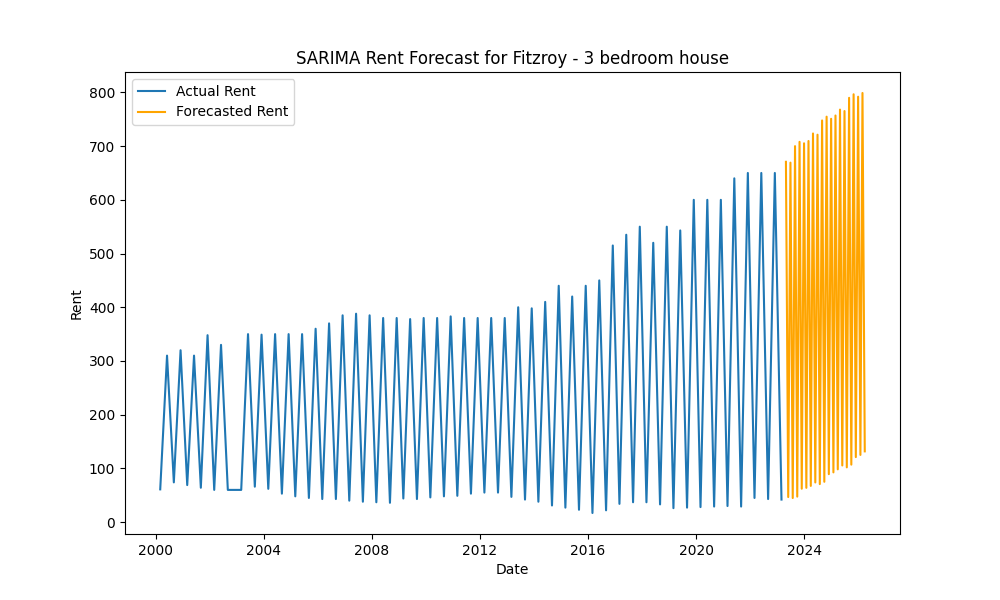 SARIMA Rent Forecast for Fitzroy - 3 bedroom house
Actual Rent
Forecasted Rent
800
700
600
500
400
300
200
100
0
Rent
2000 2004 2008 2012 2016 2020 2024
Date